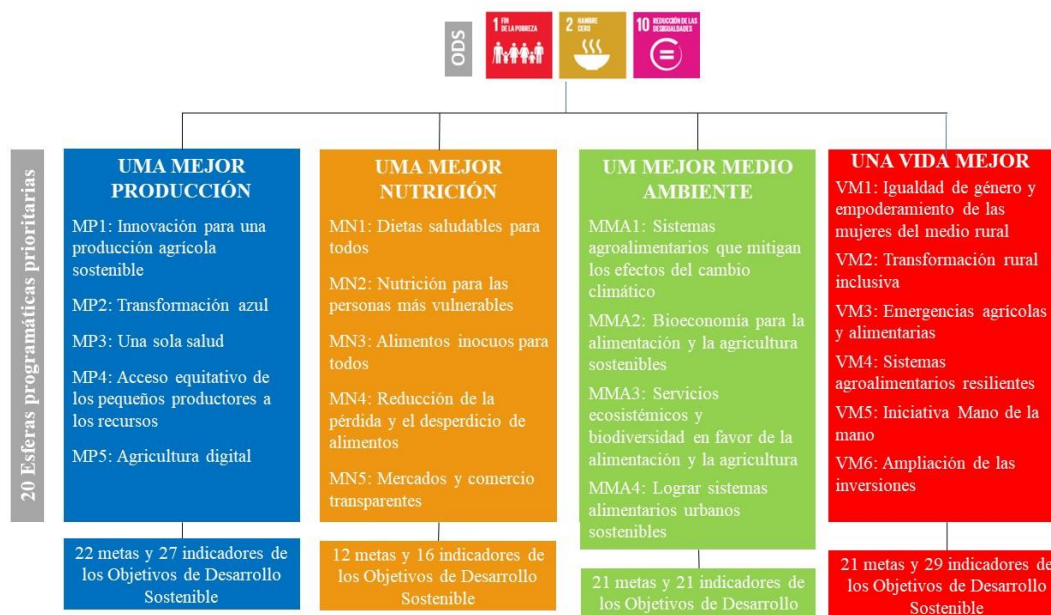 ODS
1 FIN
DE LA POBREZA
2 HAMBRE
CERO
10 REDUCCIÓN DE LAS
DESIGUALDADES
20 Esferas programáticas prioritarias
UMA MEJOR
PRODUCCIÓN
MP1: Innovación para una
producción agrícola
sostenible
MP2: Transformación azul
MP3: Una sola salud
MP4: Acceso equitativo de
los pequeños productores a
los recursos
MP5: Agricultura digital
22 metas y 27 indicadores de
los Objetivos de Desarrollo
Sostenible
UMA MEJOR
NUTRICIÓN
MN1: Dietas saludables para
todos
MN2: Nutrición para las
personas más vulnerables
MN3: Alimentos inocuos para
todos
MN4: Reducción de la
pérdida y el desperdicio de
alimentos
MN5: Mercados y comercio
transparentes
12 metas y 16 indicadores de
los Objetivos de Desarrollo
Sostenible
UM MEJOR MEDIO
AMBIENTE
MMA1: Sistemas
agroalimentarios que mitigan
los efectos del cambio
climático
MMA2: Bioeconomía para la
alimentación y la agricultura
sostenibles
MMA3: Servicios
ecosistémicos y
biodiversidad en favor de la
alimentación y la agricultura
MMA4: Lograr sistemas
alimentarios urbanos
sostenibles
21 metas y 21 indicadores de
los Objetivos de Desarrollo
UNA VIDA MEJOR
VM1: Igualdad de género y
empoderamiento de las
mujeres del medio rural
VM2: Transformación rural
inclusiva
VM3: Emergencias agrícolas
y alimentarias
VM4: Sistemas
agroalimentarios resilientes
VM5: Iniciativa Mano de la
mano
VM6: Ampliación de las
inversiones
21 metas y 29 indicadores de
los Objetivos de Desarrollo
Sostenible